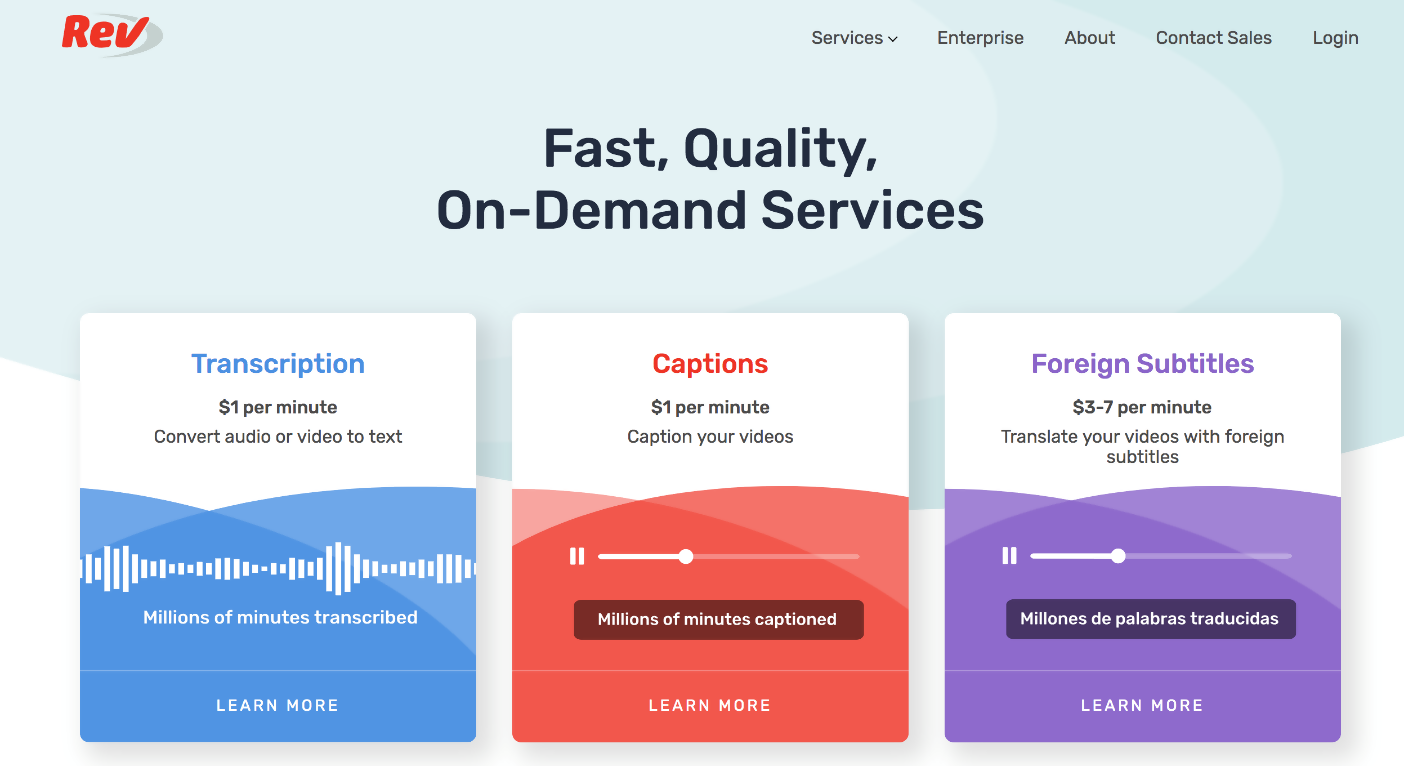 Rev
Services
Enterprise
About
Contact Sales
Login
Fast, Quality,
On-Demand Services
Transcription
$1 per minute
Convert audio or video to text
Millions of minutes transcribed
LEARN MORE
Captions
$1 per minute
Caption your videos
Millions of minutes captioned
LEARN MORE
Foreign Subtitles
$3-7 per minute
Translate your videos with foreign
subtitles
Millones de palabras traducidas
LEARN MORE